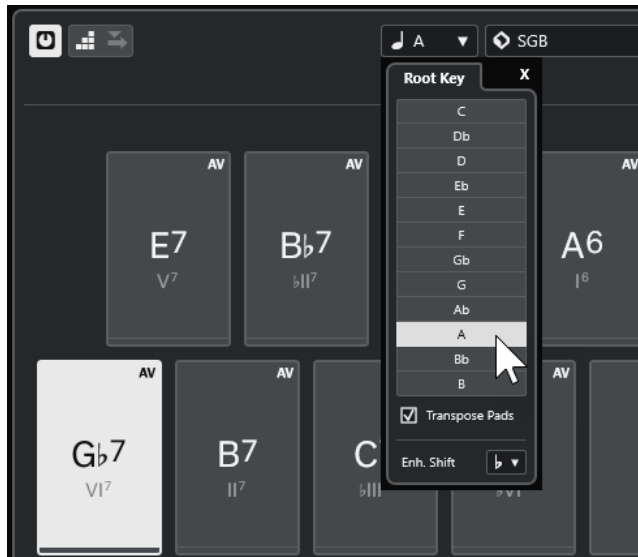 A
SGB
Root Key
X
C
Db
D
Eb
E
F
Gb
G
Ab
A
Bb
B
Transpose Pads
Enh. Shift
♭
AV
E7
V7
AV
B♭7
♭II7
AV
A6
I6
AV
G♭7
VI7
AV
B7
II7
C
♭III
AV
♭VI